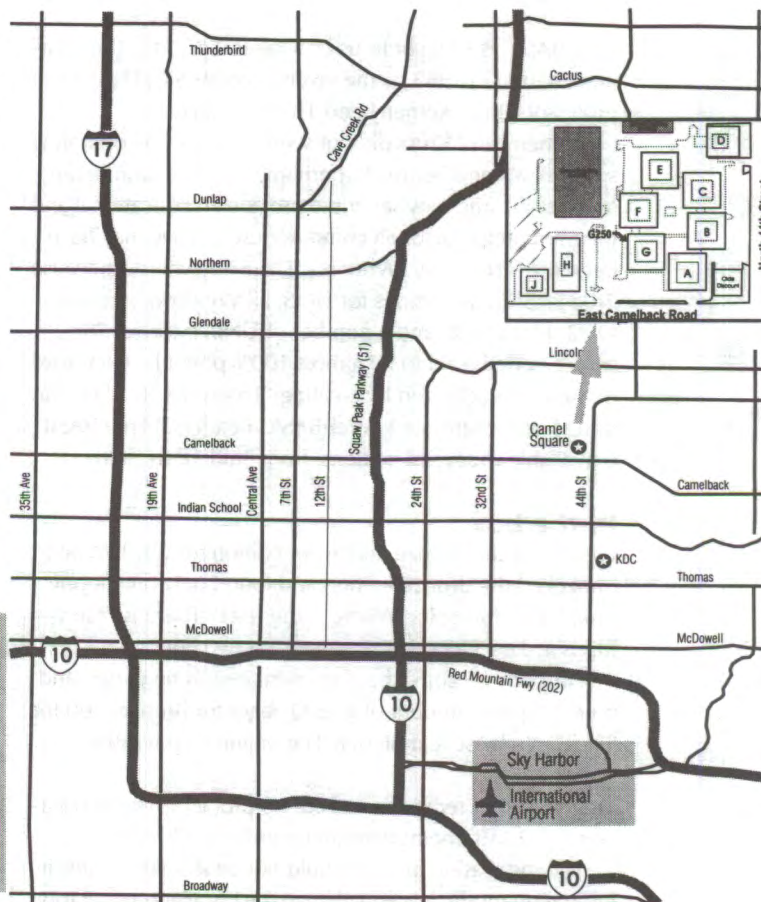 Thunderbird
Cactus
17
Cave Creek Rd
D
E
C
F
B
G250
G
H
A
J
Olde
Discount
East Camelback Road
Dunlap
Northern
Glendale
Lincoln
Squaw Peak Parkway (51)
Camel
Square
Camelback
Camelback
35th Ave
19th Ave
Central Ave
7th St
12th St
24th St
32nd St
44th St
Indian School
KDC
Thomas
Thomas
McDowell
McDowell
10
Red Mountain Fwy (202)
10
Sky Harbor
International
Airport
10
Broadway